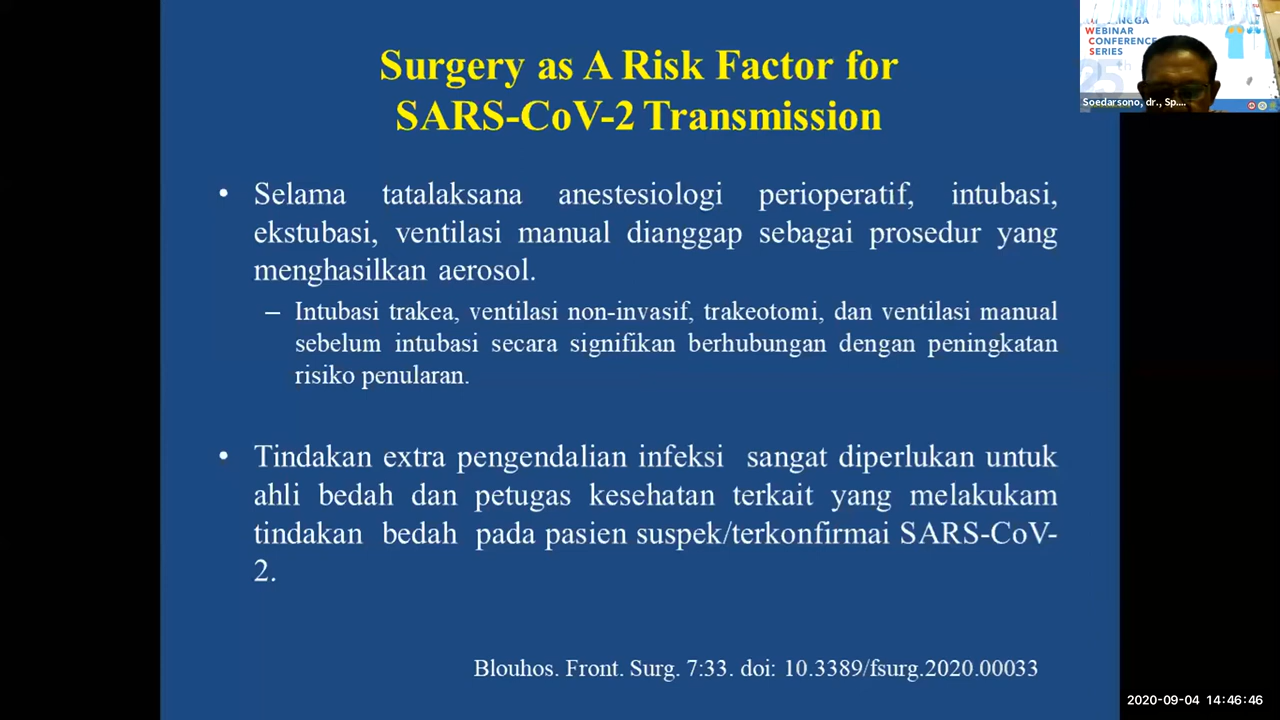 Surgery as A Risk Factor for
SARS-CoV-2 Transmission
• Selama tatalaksana anestesiologi perioperatif, intubasi,
ekstubasi, ventilasi manual dianggap sebagai prosedur yang
menghasilkan aerosol.
– Intubasi trakea, ventilasi non-invasif, trakeotomi, dan ventilasi manual
sebelum intubasi secara signifikan berhubungan dengan peningkatan
risiko penularan.
• Tindakan extra pengendalian infeksi sangat diperlukan untuk
ahli bedah dan petugas kesehatan terkait yang melakukam
tindakan bedah pada pasien suspek/terkonfirmai SARS-CoV-
2.
Blouhos. Front. Surg. 7:33. doi: 10.3389/fsurg.2020.00033
WEBINAR
CONFERENCE
SERIES
25th
Soedarsono, dr., Sp....
2020-09-04 14:46:46